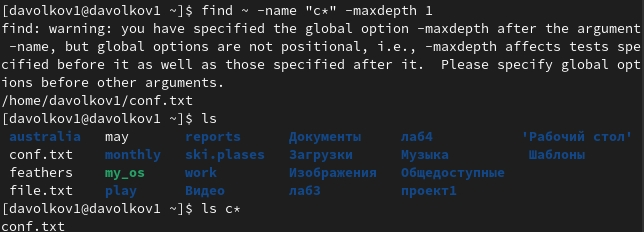 [davolkov1@davolkov1 ~]$ find ~ -name "c*" -maxdepth 1
find: warning: you have specified the global option -maxdepth after the argument
 -name, but global options are not positional, i.e., -maxdepth affects tests spe
cified before it as well as those specified after it.  Please specify global opt
ions before other arguments.
/home/davolkov1/conf.txt
[davolkov1@davolkov1 ~]$ ls
australia  may  reports  Документы  лаб4  'Рабочий стол'
conf.txt  monthly  ski.plases  Загрузки  Музыка  Шаблоны
feathers  my_os  work  Изображения  Общедоступные
file.txt  play  Видео  лаб3  проект1
[davolkov1@davolkov1 ~]$ ls c*
conf.txt